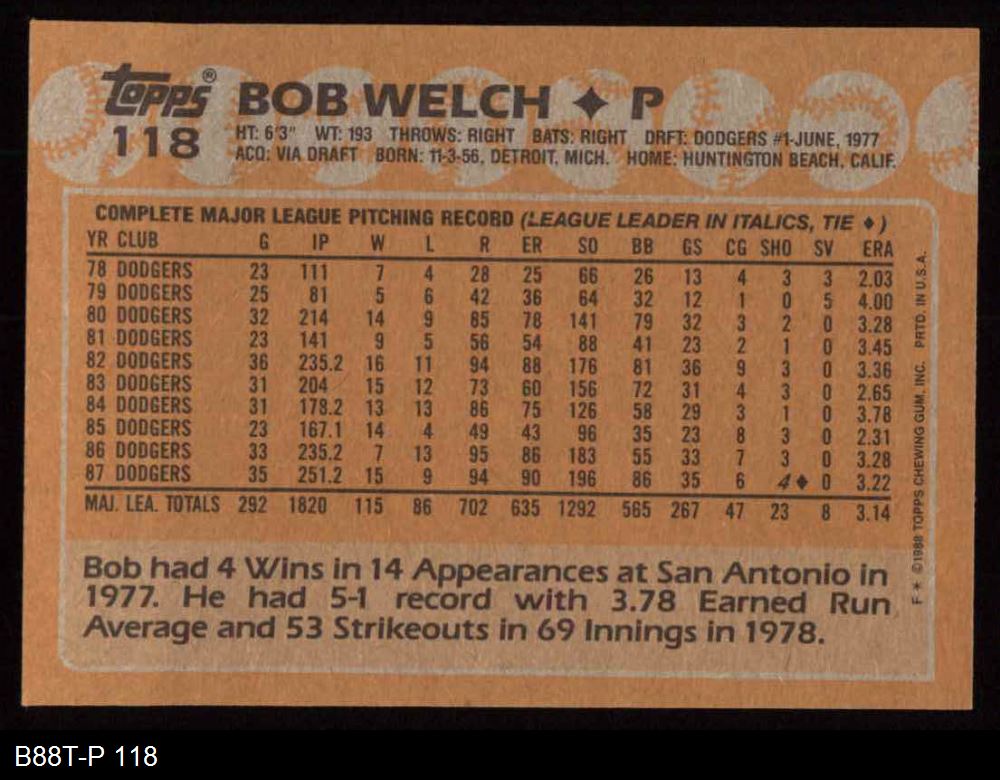 topps® BOB WELCH ✦ P
118
HT: 6'3" WT: 193 THROWS: RIGHT BATS: RIGHT DRFT: DODGERS #1-JUNE, 1977
ACQ: VIA DRAFT BORN: 11-3-56, DETROIT, MICH. HOME: HUNTINGTON BEACH, CALIF.
COMPLETE MAJOR LEAGUE PITCHING RECORD (LEAGUE LEADER IN ITALICS, TIE ♦)
YR CLUB G IP W L R ER SO BB GS CG SHO SV ERA
78 DODGERS 23 111 7 4 28 25 66 26 13 4 3 3 2.03
79 DODGERS 25 81 5 6 42 36 64 32 12 1 0 5 4.00
80 DODGERS 32 214 14 9 85 78 141 79 32 3 2 0 3.28
81 DODGERS 23 141 9 5 56 54 88 41 23 2 1 0 3.45
82 DODGERS 36 235.2 16 11 94 88 176 81 36 9 3 0 3.36
83 DODGERS 31 204 15 12 73 60 156 72 31 4 3 0 2.65
84 DODGERS 31 178.2 13 13 86 75 126 58 29 3 1 0 3.78
85 DODGERS 23 167.1 14 4 49 43 96 35 23 8 3 0 2.31
86 DODGERS 33 235.2 7 13 95 86 183 55 33 7 3 0 3.28
87 DODGERS 35 251.2 15 9 94 90 196 86 35 6 4♦ 0 3.22
MAJ. LEA. TOTALS 292 1820 115 86 702 635 1292 565 267 47 23 8 3.14
Bob had 4 Wins in 14 Appearances at San Antonio in
1977. He had 5-1 record with 3.78 Earned Run
Average and 53 Strikeouts in 69 Innings in 1978.
F * ©1988 TOPPS CHEWING GUM, INC. PRTD. IN U.S.A.
B88T-P 118